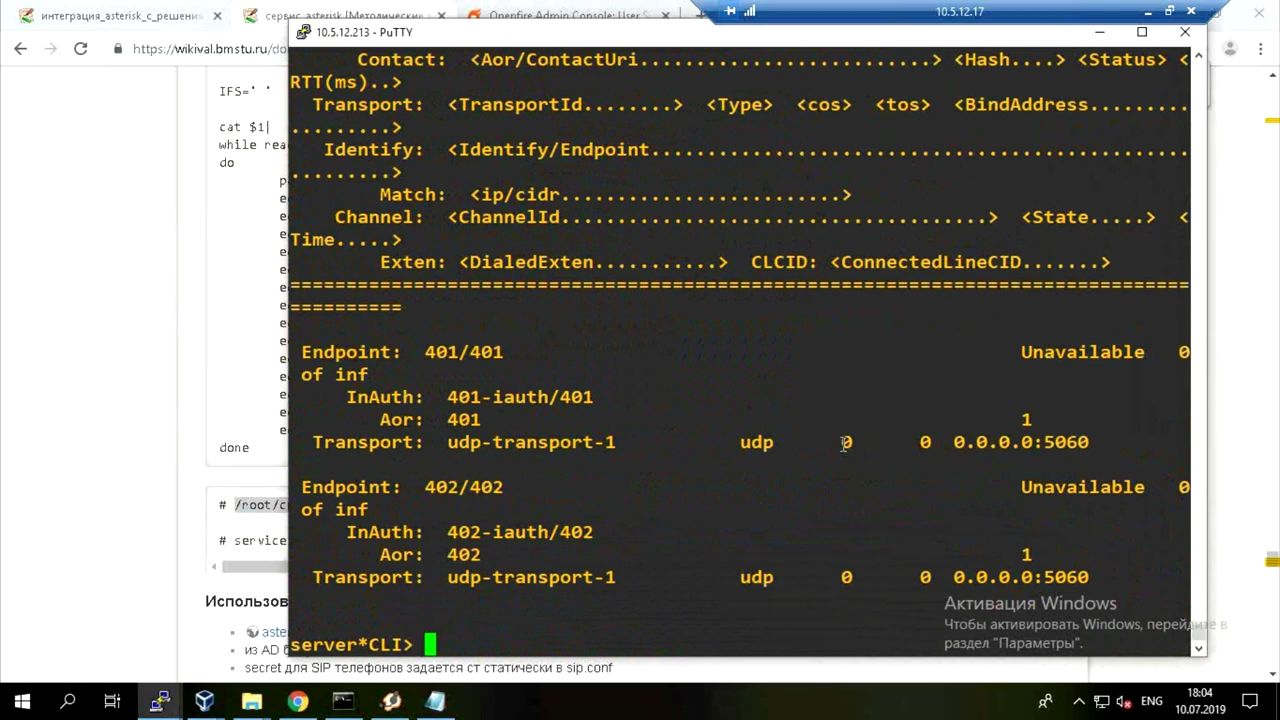 интеграция_asterisk_с_решения
сервис_asterisk [Методические
Openfire Admin Console: User S
10.5.12.17
https://wikival.bmstu.ru/do
10.5.12.213 - PuTTY
IFS=' '
cat $1|
while rea
do
p
e
e
e
e
e
e
e
e
e
e
e
done
# /root/c
# service
Использов
aste
из AD б
secret для SIP телефонов задается ст статически в sip.conf
Contact: <Aor/ContactUri..........................> <Hash....> <Status> <
RTT(ms)..>
Transport: <TransportId........> <Type> <cos> <tos> <BindAddress.........
.........>
Identify: <Identify/Endpoint................................................
.........>
Match: <ip/cidr.........................>
Channel: <ChannelId......................................> <State.....> <
Time.....>
Exten: <DialedExten...........> CLCID: <ConnectedLineCID.......>
================================================================================
==========
Endpoint: 401/401 Unavailable 0
of inf
InAuth: 401-iauth/401
Aor: 401 1
Transport: udp-transport-1 udp 0 0 0.0.0.0:5060
Endpoint: 402/402 Unavailable 0
of inf
InAuth: 402-iauth/402
Aor: 402 1
Transport: udp-transport-1 udp 0 0 0.0.0.0:5060
server*CLI>
Активация Windows
Чтобы активировать Windows, перейдите в
раздел "Параметры".
ENG
18:04
10.07.2019